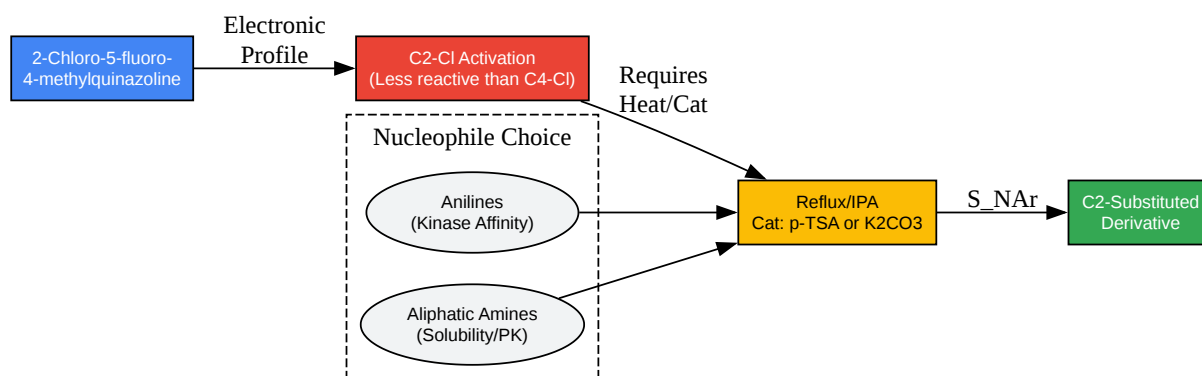 2-Chloro-5-fluoro-
4-methylquinazoline
Electronic
Profile
C2-Cl Activation
(Less reactive than C4-Cl)
Requires
Heat/Cat
Nucleophile Choice
Anilines
(Kinase Affinity)
Aliphatic Amines
(Solubility/PK)
Reflux/IPA
Cat: p-TSA or K2CO3
S_NAr
C2-Substituted
Derivative